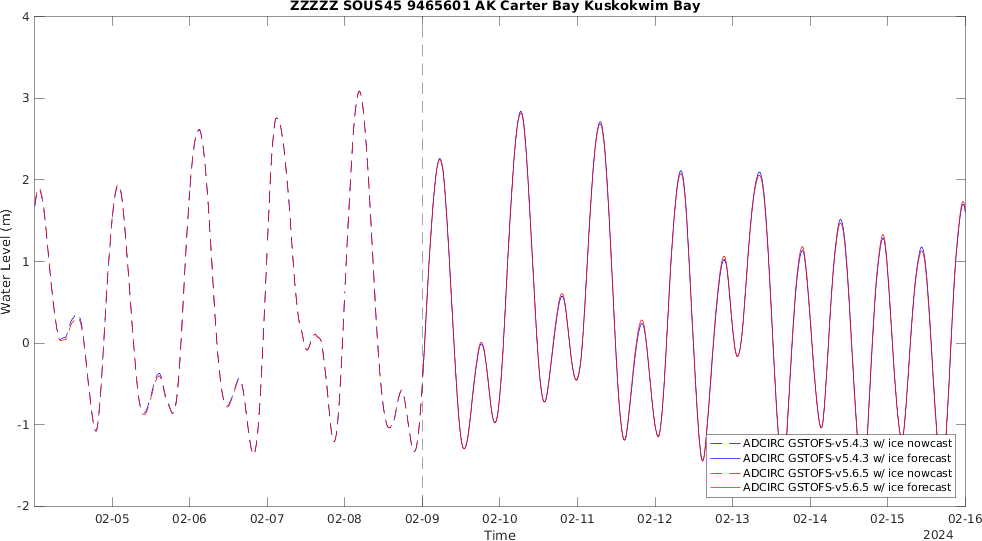 ZZZZZ SOUS45 9465601 AK Carter Bay Kuskokwim Bay
4
3
2
1
0
-1
-2
Water Level (m)
02-05 02-06 02-07 02-08 02-09 02-10 02-11 02-12 02-13 02-14 02-15 02-16
Time
2024
ADCIRC GSTOFS-v5.4.3 w/ ice nowcast
ADCIRC GSTOFS-v5.4.3 w/ ice forecast
ADCIRC GSTOFS-v5.6.5 w/ ice nowcast
ADCIRC GSTOFS-v5.6.5 w/ ice forecast